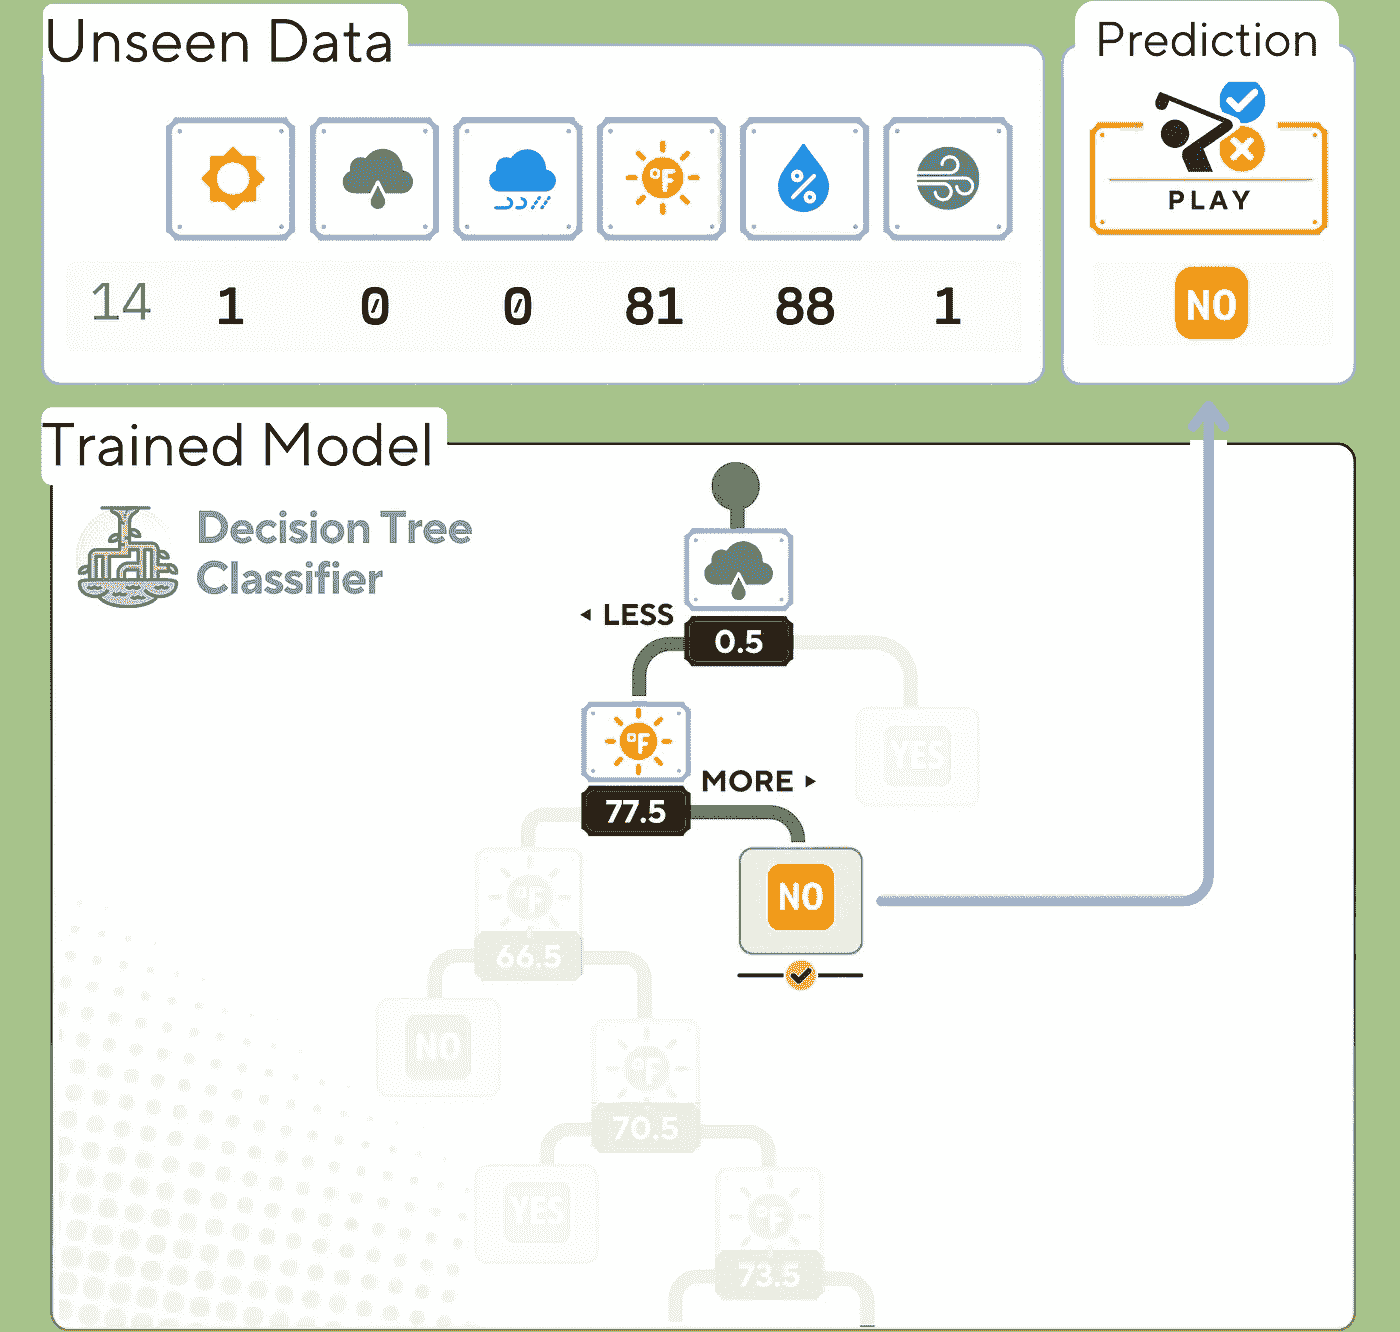 Unseen Data
Prediction
°F
%
PLAY
14 1 0 0 81 88 1
NO
Trained Model
Decision Tree
Classifier
◂ LESS
0.5
°F
YES
MORE ▸
77.5
°F
NO
66.5
NO
°F
70.5
YES
°F
73.5